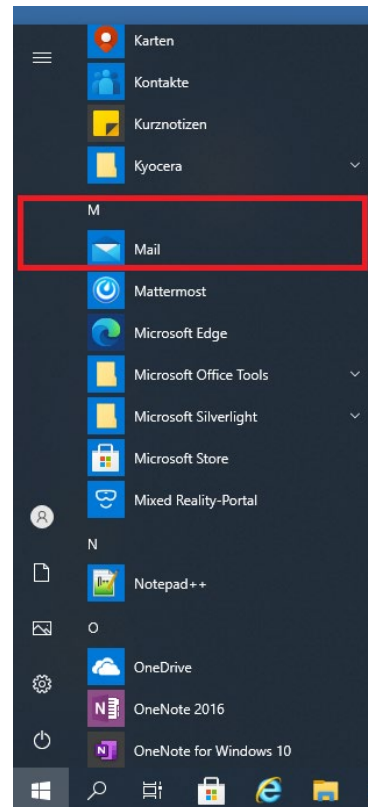 Karten
Kontakte
Kurznotizen
Kyocera
M
Mail
Mattermost
Microsoft Edge
Microsoft Office Tools
Microsoft Silverlight
Microsoft Store
Mixed Reality-Portal
N
Notepad++
O
OneDrive
OneNote 2016
OneNote for Windows 10